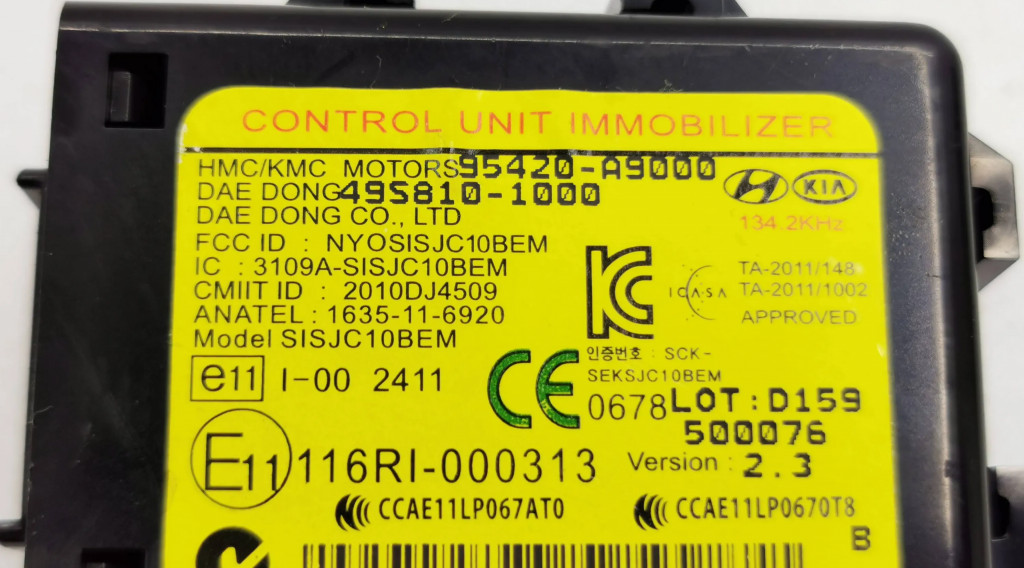 CONTROL UNIT IMMOBILIZER
HMC/KMC MOTORS 95420-A9000
DAE DONG 49S810-1000
DAE DONG CO., LTD
KIA
134.2KHz
FCC ID : NYOSISJC10BEM
IC : 3109A-SISJC10BEM
CMIIT ID : 2010DJ4509
ANATEL : 1635-11-6920
Model SISJC10BEM
ICASA
TA-2011/148
TA-2011/1002
APPROVED
인증번호 : SCK-
SEKSJC10BEM
e11 I-00 2411
CE 0678
LOT:D159
500076
Version : 2.3
E11 116RI-000313
CCAE11LP067AT0 CCAE11LP0670T8
B